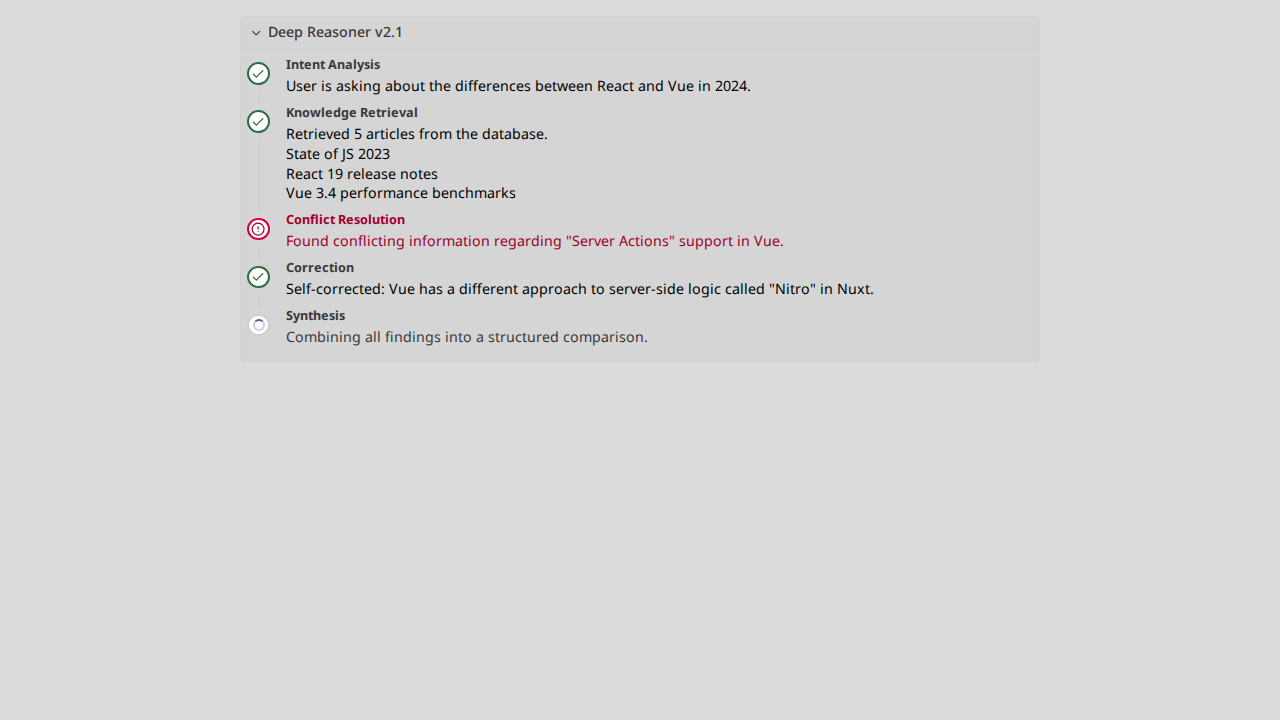 Deep Reasoner v2.1
Intent Analysis
User is asking about the differences between React and Vue in 2024.
Knowledge Retrieval
Retrieved 5 articles from the database.
State of JS 2023
React 19 release notes
Vue 3.4 performance benchmarks
Conflict Resolution
Found conflicting information regarding "Server Actions" support in Vue.
Correction
Self-corrected: Vue has a different approach to server-side logic called "Nitro" in Nuxt.
Synthesis
Combining all findings into a structured comparison.